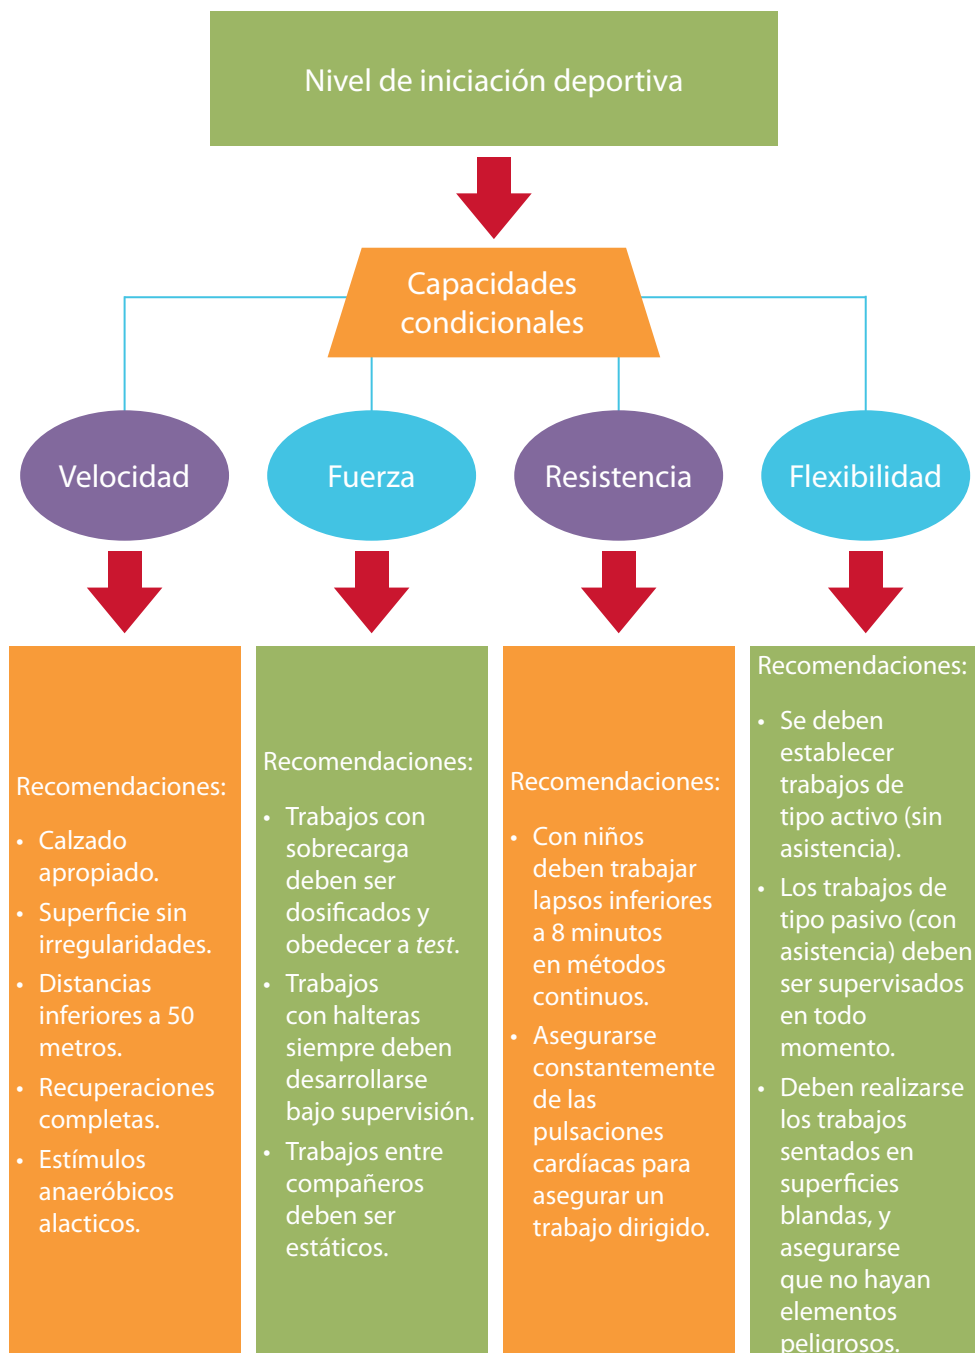 Nivel de iniciación deportiva
Capacidades
condicionales
Velocidad
Fuerza
Resistencia
Flexibilidad
Recomendaciones:
• Calzado
apropiado.
• Superficie sin
irregularidades.
• Distancias
inferiores a 50
metros.
• Recuperaciones
completas.
• Estímulos
anaeróbicos
alacticos.
Recomendaciones:
• Trabajos con
sobrecarga
deben ser
dosificados y
obedecer a test.
• Trabajos
con halteras
siempre deben
desarrollarse
bajo supervisión.
• Trabajos entre
compañeros
deben ser
estáticos.
Recomendaciones:
• Con niños
deben trabajar
lapsos inferiores
a 8 minutos
en métodos
continuos.
• Asegurarse
constantemente
de las
pulsaciones
cardíacas para
asegurar un
trabajo dirigido.
Recomendaciones:
• Se deben
establecer
trabajos de
tipo activo (sin
asistencia).
• Los trabajos de
tipo pasivo (con
asistencia) deben
ser supervisados
en todo
momento.
• Deben realizarse
los trabajos
sentados en
superficies
blandas, y
asegurarse
que no hayan
elementos
peligrosos.